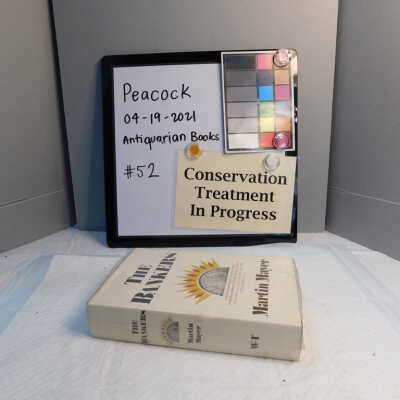 Peacock
04-19-2021
Antiquarian Books
#52
Conservation
Treatment
In Progress
THE
BANKERS
Martin Mayer
THE
BANKERS
Martin
Mayer
W-T